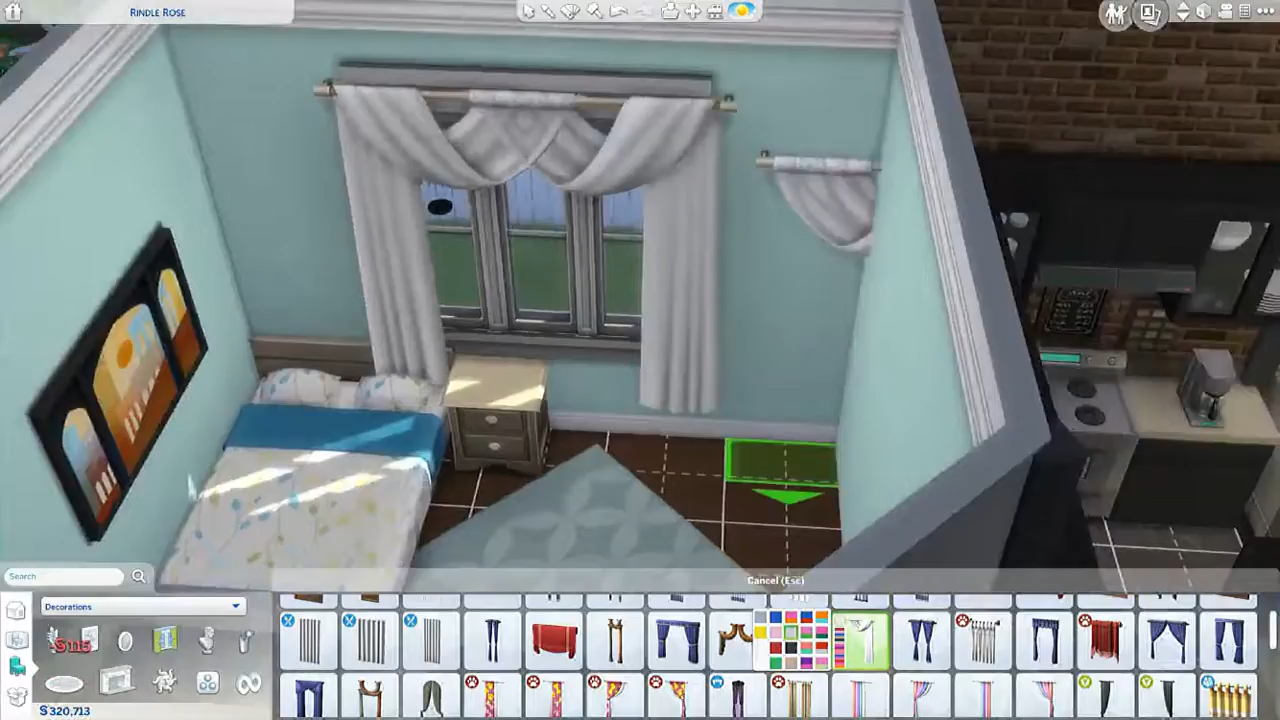 RINDLE ROSE
Cancel (Esc)
Search
Decorations
§115
§320,713